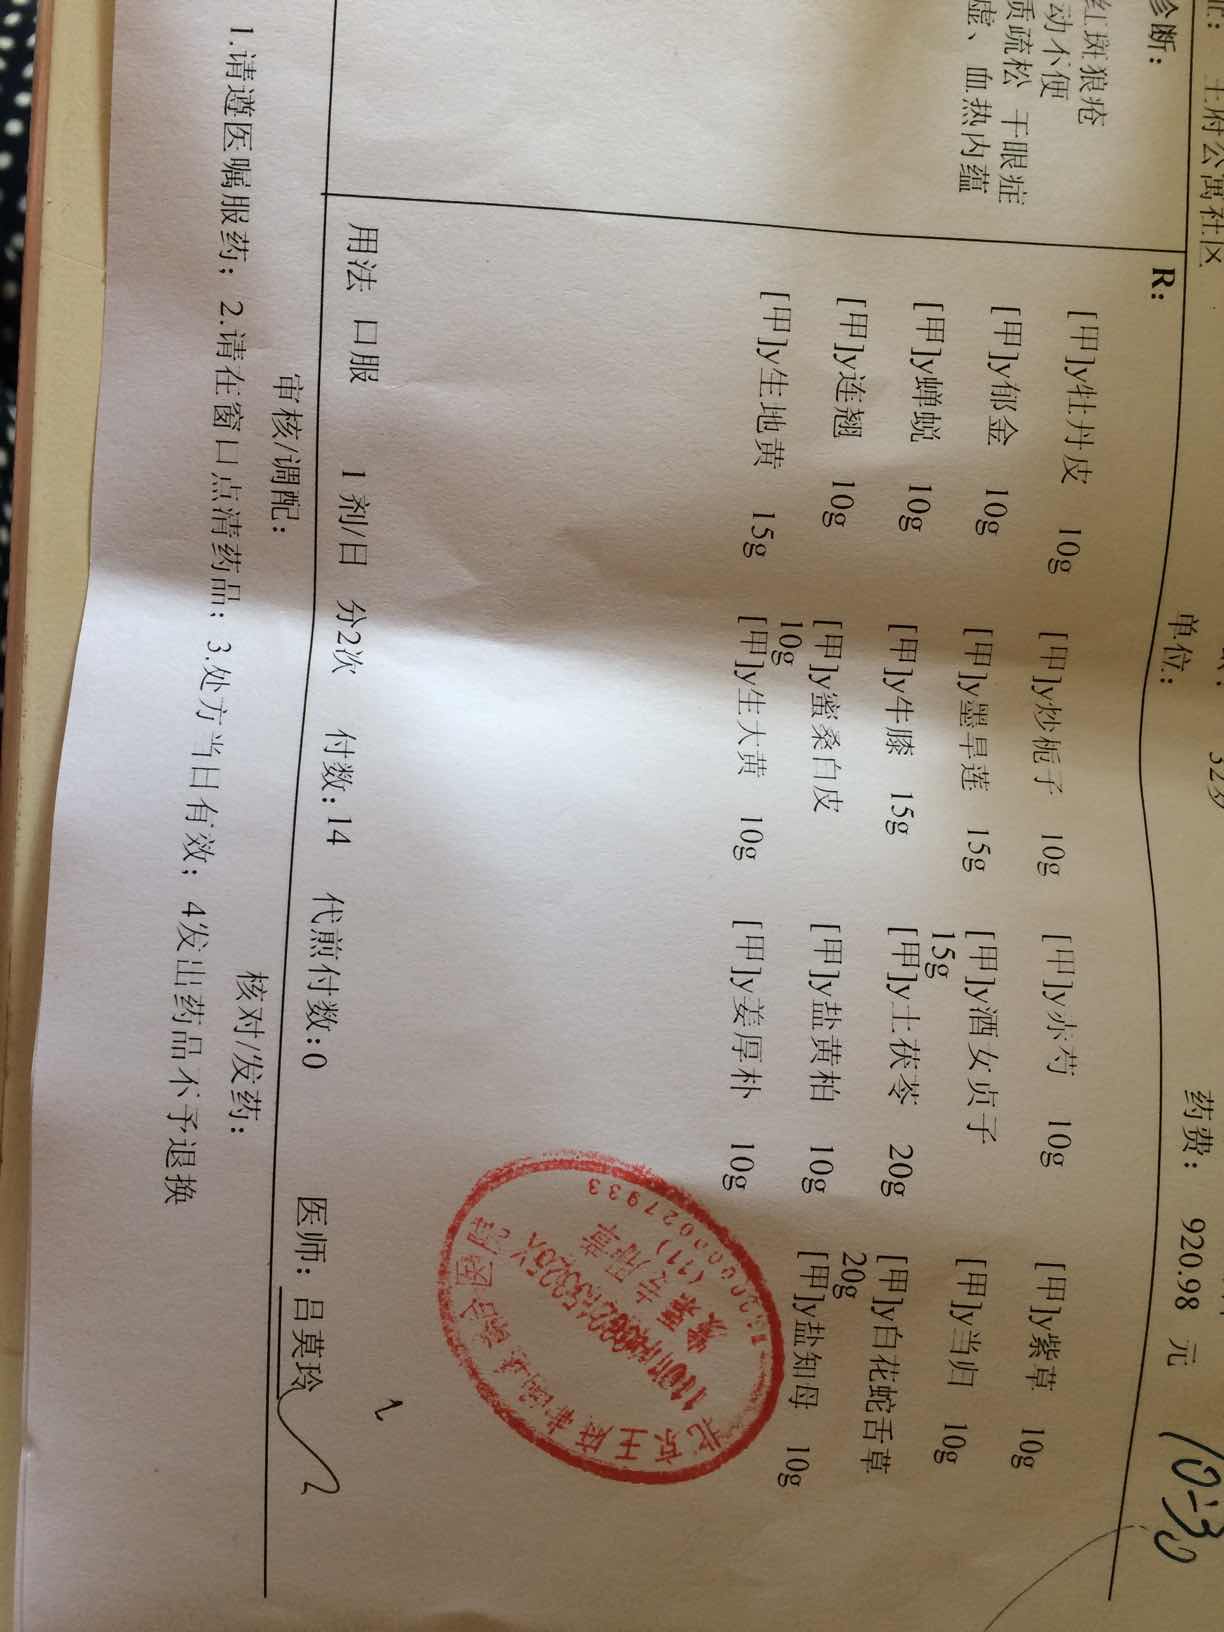 王府公寓社区
单位：
药费： 920.98 元
诊断：
红斑狼疮
动不便
质疏松 干眼症
虚、血热内蕴
R:
[甲]y牡丹皮 10g [甲]y炒栀子 10g [甲]y赤芍 10g [甲]y紫草 10g
[甲]y郁金 10g [甲]y墨旱莲 15g [甲]y酒女贞子 15g [甲]y当归 10g
[甲]y蝉蜕 10g [甲]y牛膝 15g [甲]y土茯苓 20g [甲]y白花蛇舌草 20g
[甲]y连翘 10g [甲]y蜜桑白皮 10g [甲]y盐黄柏 10g [甲]y盐知母 10g
[甲]y生地黄 15g [甲]y生大黄 10g [甲]y姜厚朴 10g
用法 口服 1 剂/日 分2次 付数:14 代煎付数:0 医师: 吕莫玲
审核/调配: 核对/发药:
1.请遵医嘱服药; 2.请在窗口点清药品; 3.处方当日有效; 4发出药品不予退换